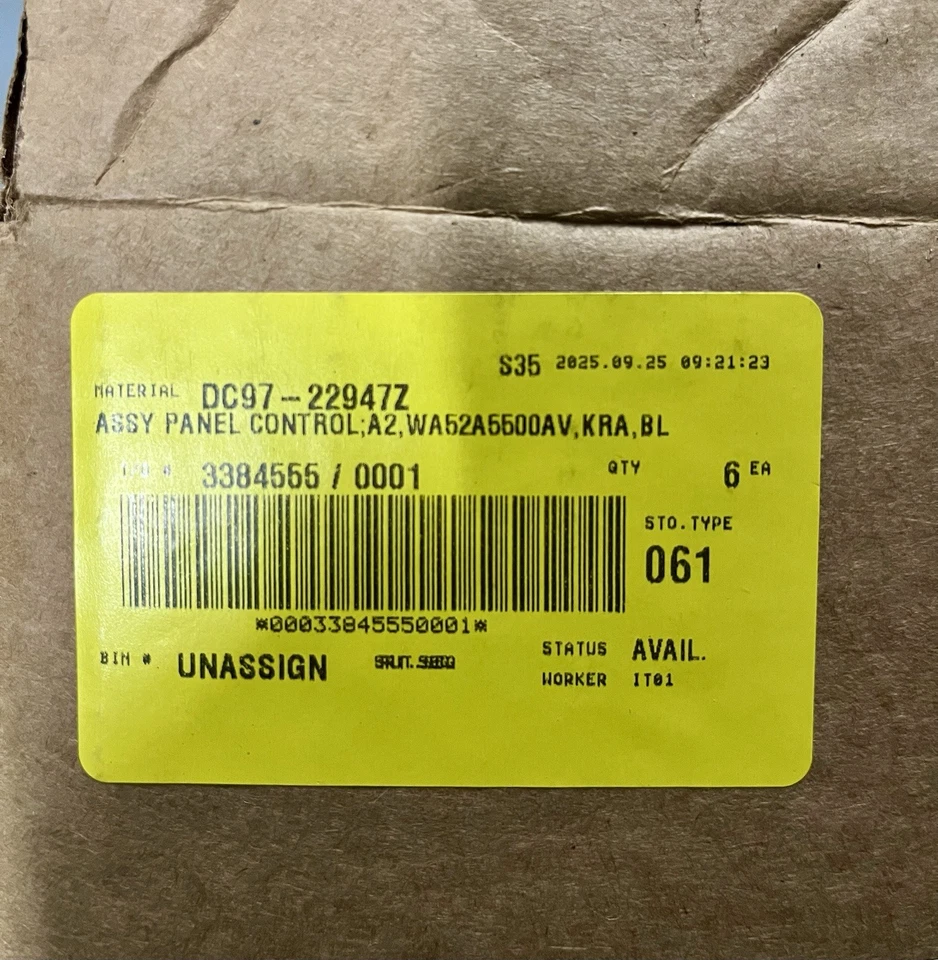 S35 2025.09.25 09:21:23
MATERIAL DC97-22947Z
ASSY PANEL CONTROL;A2,WA52A5500AV,KRA,BL
3384555 / 0001 QTY 6 EA
STO.TYPE
061
*00033845550001*
BIN # UNASSIGN STATUS AVAIL.
WORKER IT01